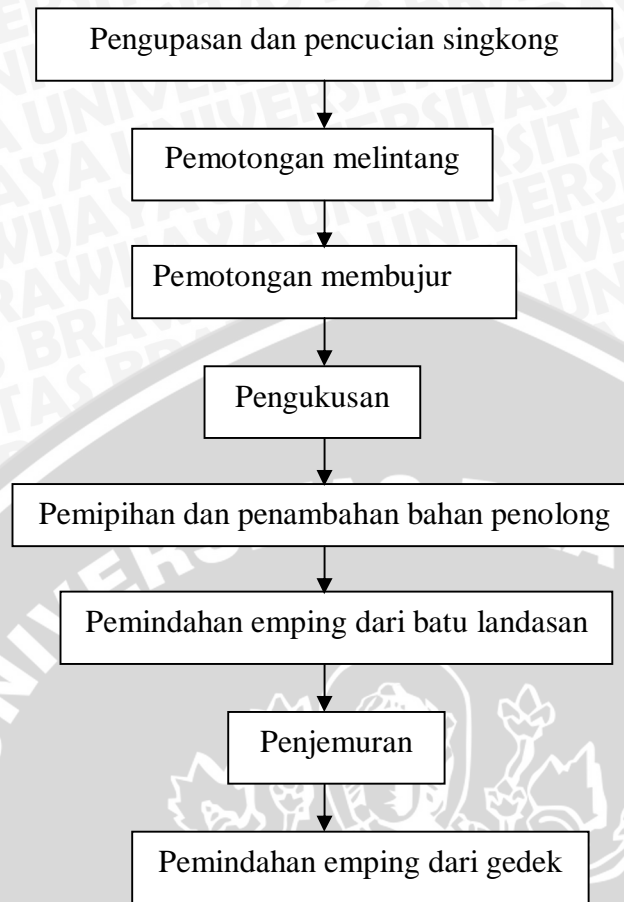 Pengupasan dan pencucian singkong
Pemotongan melintang
Pemotongan membujur
Pengukusan
Pemipihan dan penambahan bahan penolong
Pemindahan emping dari batu landasan
Penjemuran
Pemindahan emping dari gedek